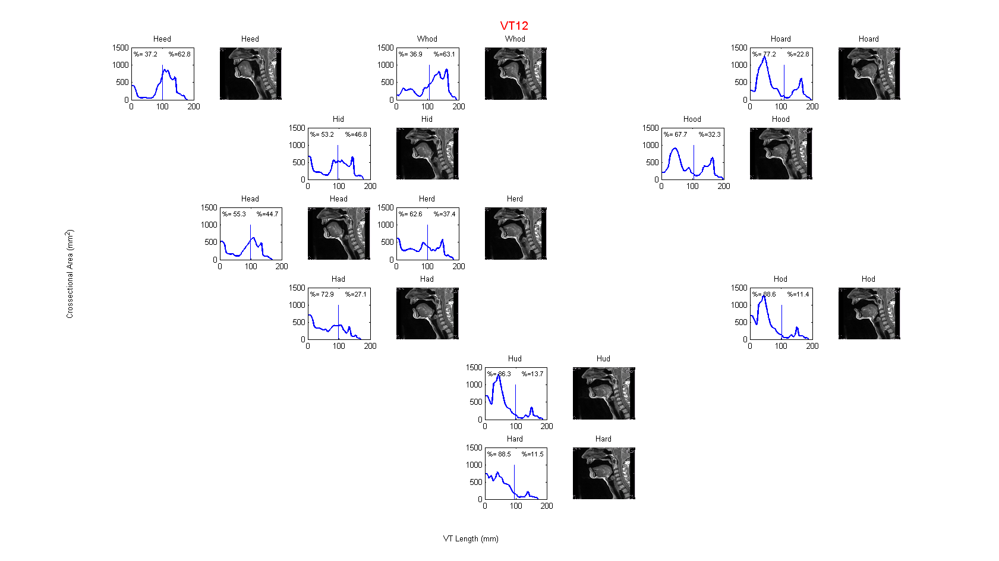 VT12
Heed
Heed
Whod
Whod
Hoard
Hoard
1500
1000
500
0
%= 37.2 %=62.8
0 100 200
1500
1000
500
0
%= 36.9 %=63.1
0 100 200
1500
1000
500
0
%= 77.2 %=22.8
0 100 200
Hid
Hid
Hood
Hood
1500
1000
500
0
%= 53.2 %=46.8
0 100 200
1500
1000
500
0
%= 67.7 %=32.3
0 100 200
Head
Head
Herd
Herd
1500
1000
500
0
%= 55.3 %=44.7
0 100 200
1500
1000
500
0
%= 62.6 %=37.4
0 100 200
Had
Had
Hod
Hod
1500
1000
500
0
%= 72.9 %=27.1
0 100 200
1500
1000
500
0
%= 88.6 %=11.4
0 100 200
Hud
Hud
1500
1000
500
0
%= 86.3 %=13.7
0 100 200
Hard
Hard
1500
1000
500
0
%= 88.5 %=11.5
0 100 200
Crossectional Area (mm²)
VT Length (mm)